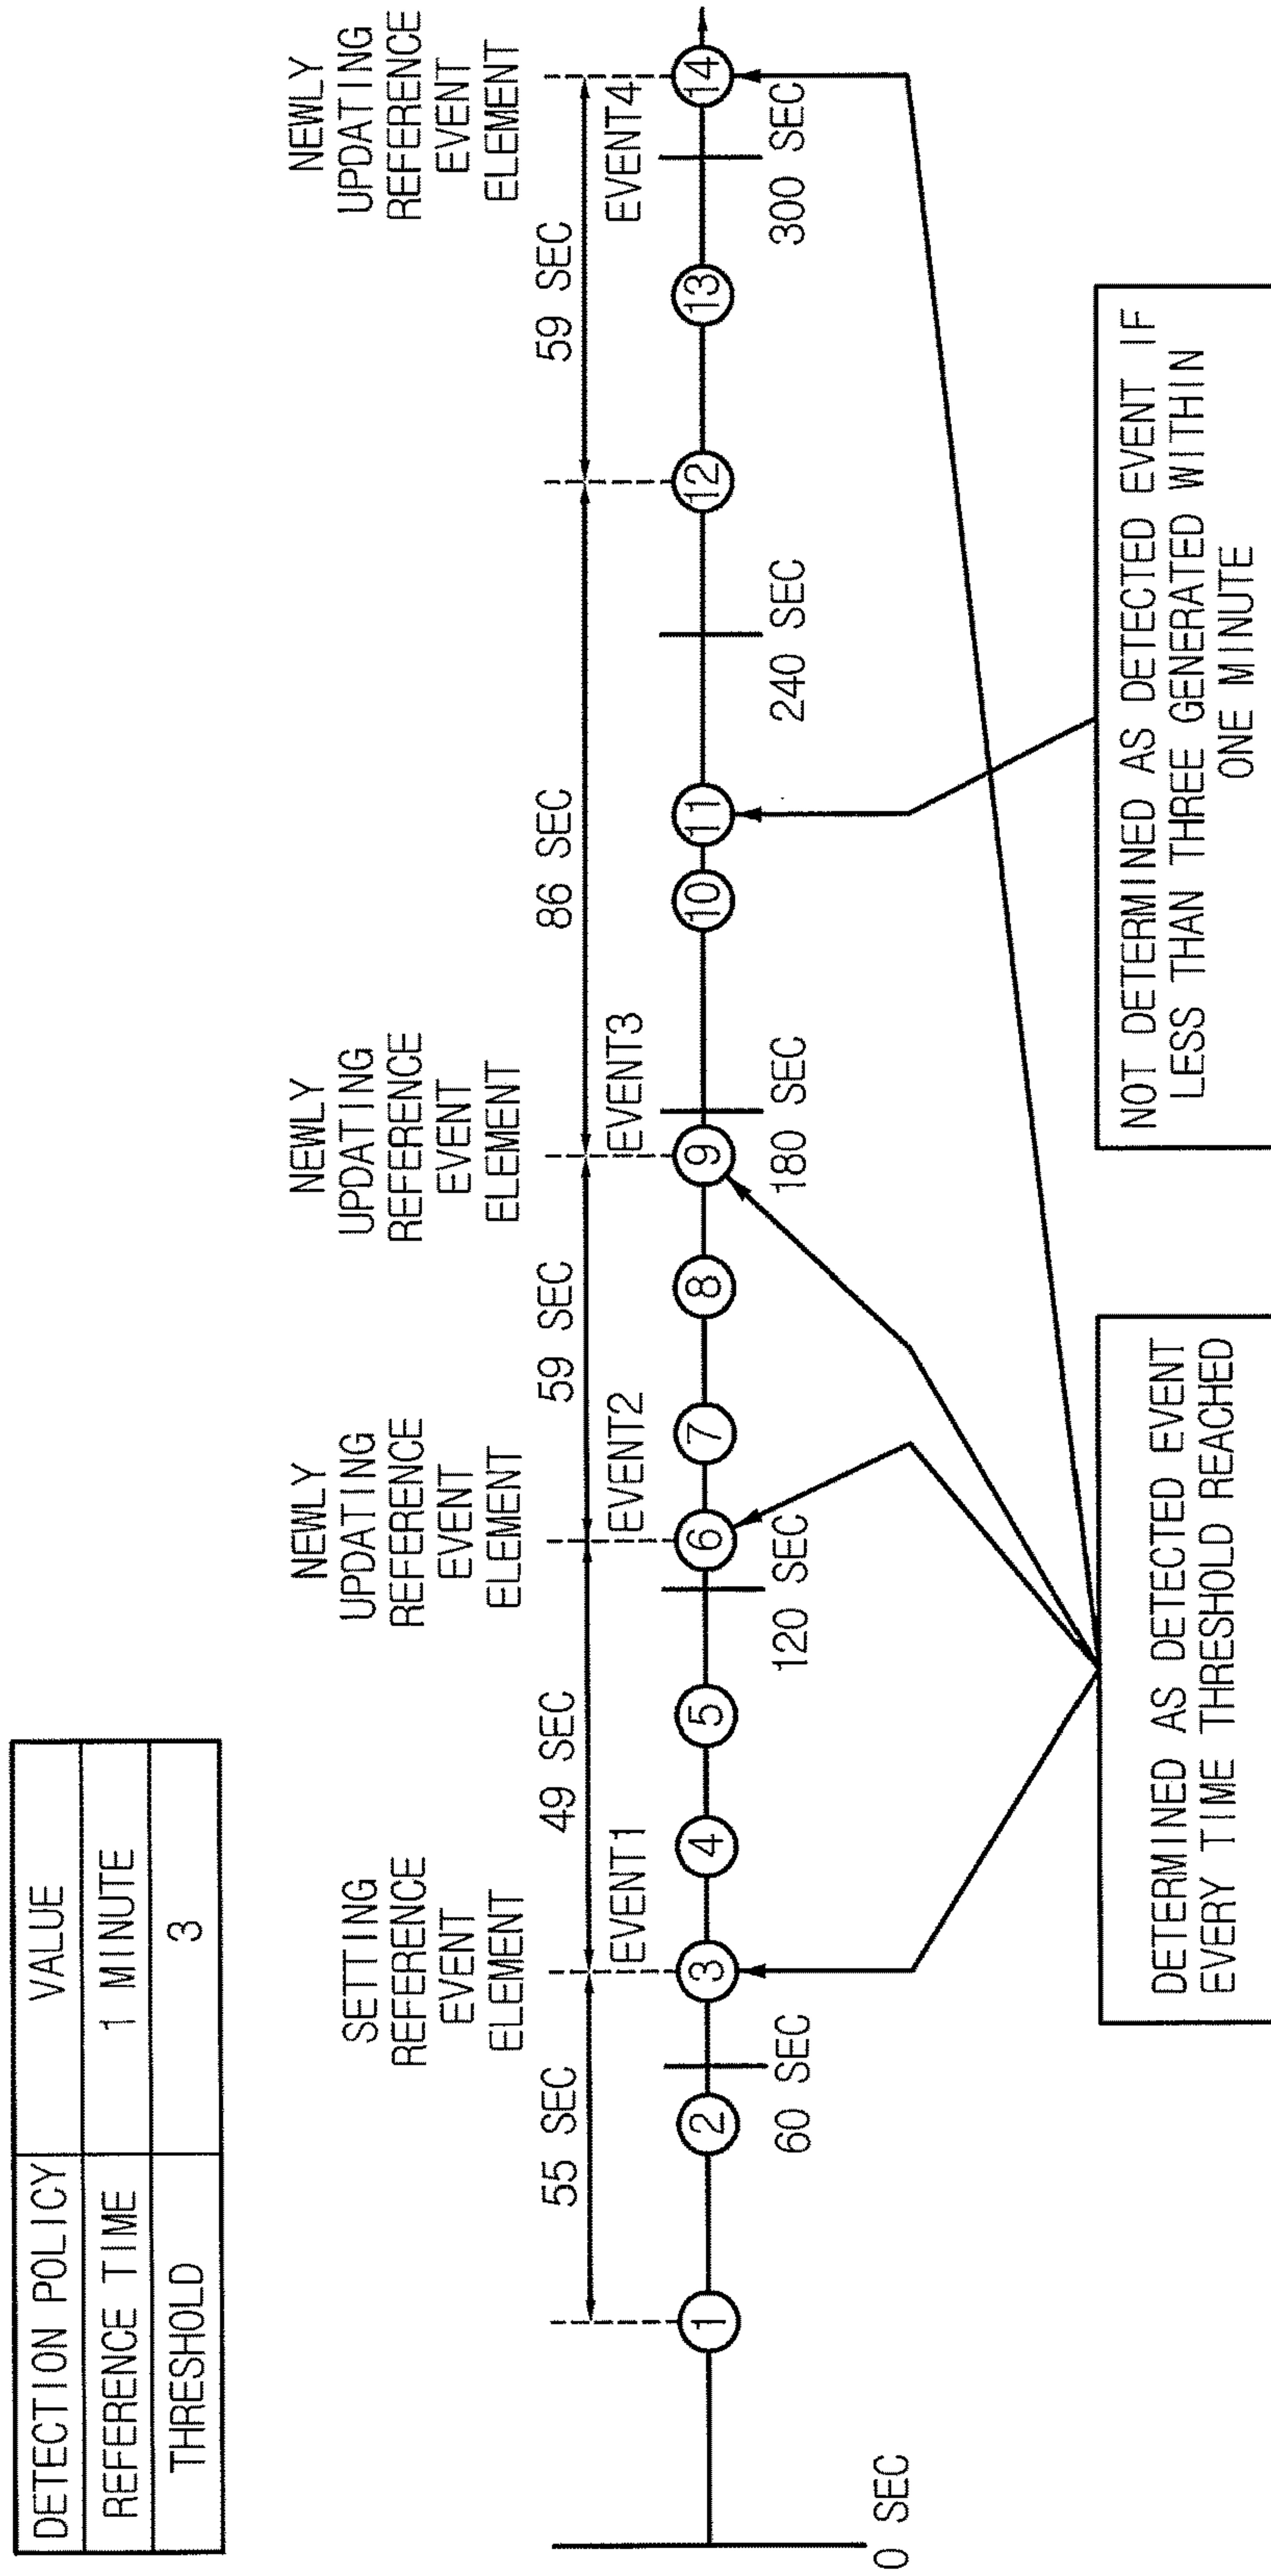 DETECTION POLICY VALUE
REFERENCE TIME 1 MINUTE
THRESHOLD 3
SETTING
REFERENCE
EVENT
ELEMENT
NEWLY
UPDATING
REFERENCE
EVENT
ELEMENT
NEWLY
UPDATING
REFERENCE
EVENT
ELEMENT
NEWLY
UPDATING
REFERENCE
EVENT
ELEMENT
55 SEC 49 SEC 59 SEC 86 SEC 59 SEC
EVENT1 EVENT2 EVENT3 EVENT4
1 2 3 4 5 6 7 8 9 10 11 12 13 14
0 SEC 60 SEC 120 SEC 180 SEC 240 SEC 300 SEC
DETERMINED AS DETECTED EVENT
EVERY TIME THRESHOLD REACHED
NOT DETERMINED AS DETECTED EVENT IF
LESS THAN THREE GENERATED WITHIN
ONE MINUTE